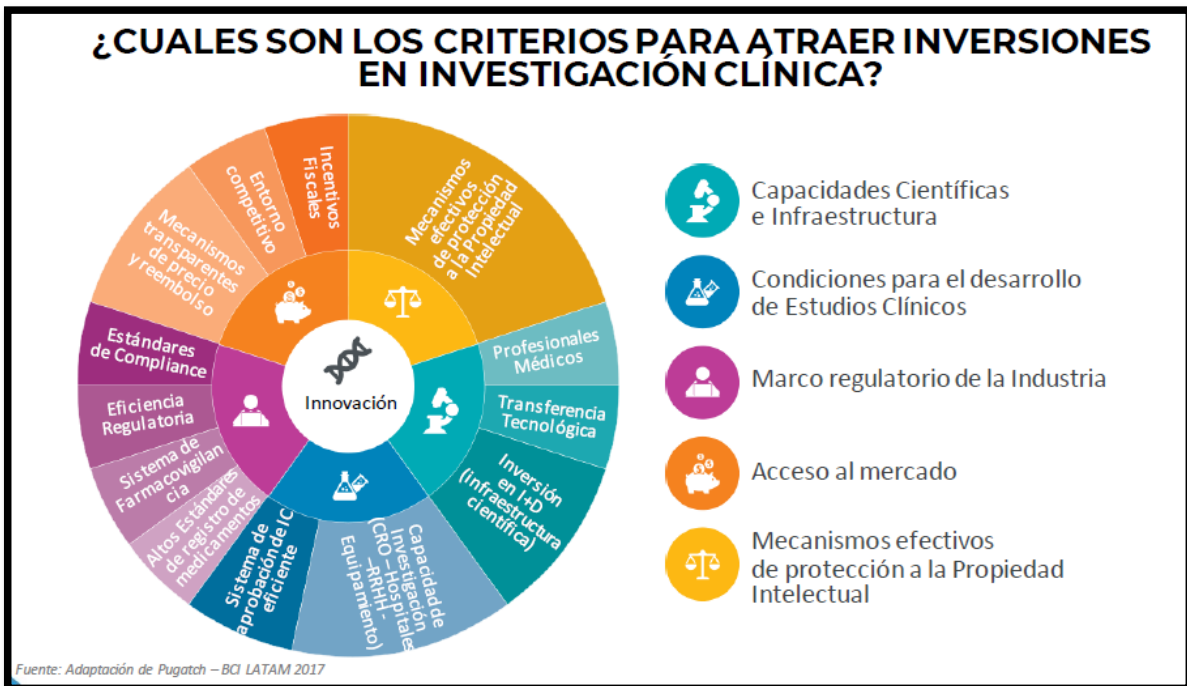 ¿CUALES SON LOS CRITERIOS PARA ATRAER INVERSIONES
EN INVESTIGACIÓN CLÍNICA?
Incentivos
Fiscales
Entorno
competitivo
Mecanismos
transparentes
de precio
y reembolso
Mecanismos
efectivos
de protección
a la Propiedad
Intelectual
Estándares
de Compliance
Eficiencia
Regulatoria
Sistema de
Farmacovigilan
cia
Altos Estándares
de registro de
medicamentos
Sistema de
aprobación de IC
eficiente
Capacidad de
Investigación
(CRO – Hospitales
–RRHH -
Equipamiento)
Inversión
en I+D
(infraestructura
científica)
Transferencia
Tecnológica
Profesionales
Médicos
Innovación
Capacidades Científicas
e Infraestructura
Condiciones para el desarrollo
de Estudios Clínicos
Marco regulatorio de la Industria
Acceso al mercado
Mecanismos efectivos
de protección a la Propiedad
Intelectual
Fuente: Adaptación de Pugatch – BCI LATAM 2017